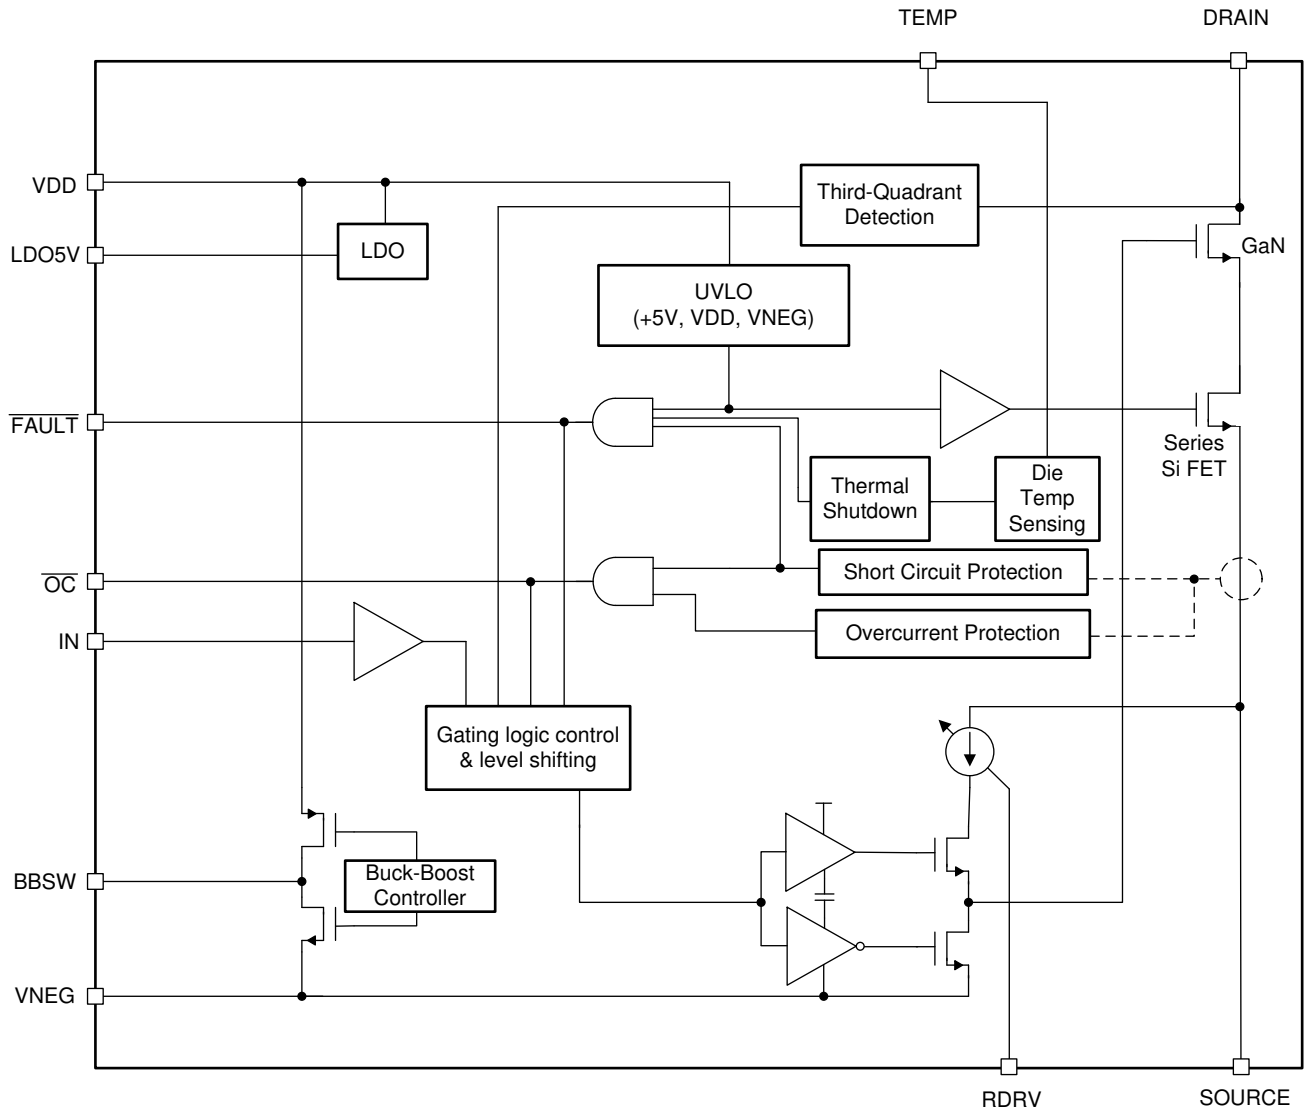 TEMP
DRAIN
VDD
Third-Quadrant
Detection
LDO5V
LDO
GaN
UVLO
(+5V, VDD, VNEG)
FAULT
Series
Si FET
Thermal
Shutdown
Die
Temp
Sensing
OC
Short Circuit Protection
IN
Overcurrent Protection
Gating logic control
& level shifting
BBSW
Buck-Boost
Controller
VNEG
RDRV
SOURCE